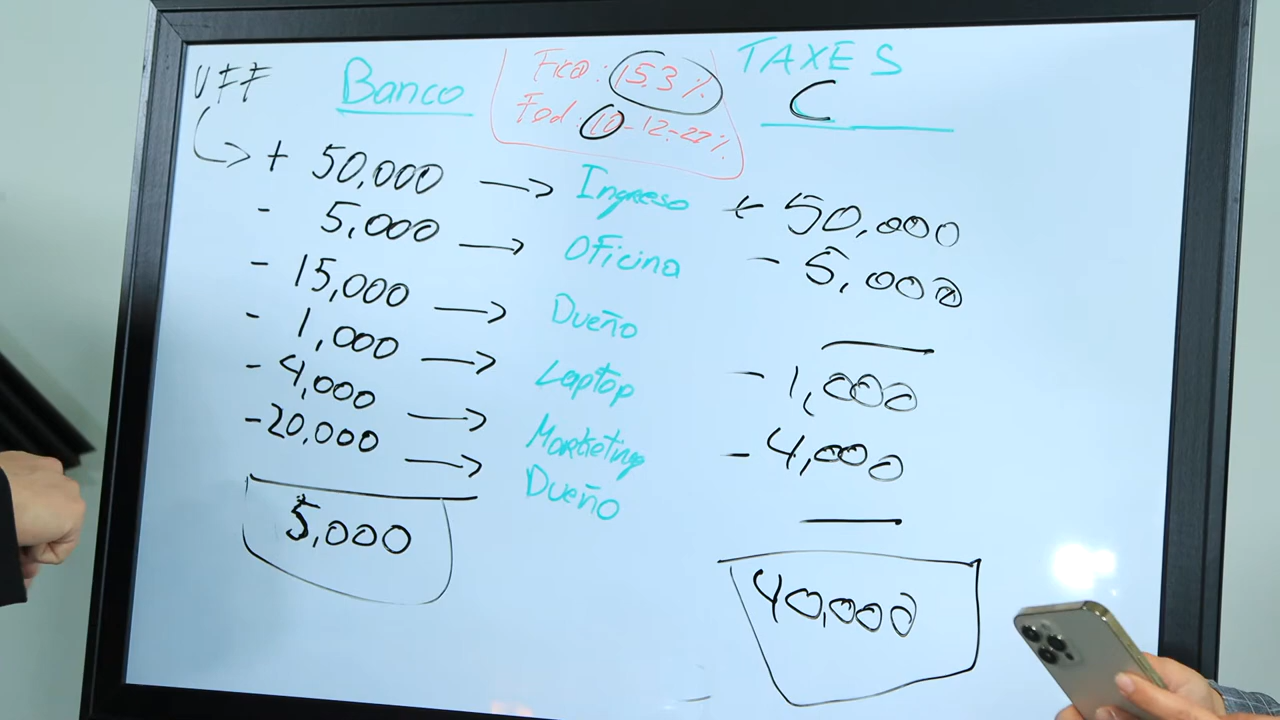 UFF Banco Fica: 15.3% TAXES
Fed: 10-12-22% C
+ 50,000 → Ingreso + 50,000
- 5,000 → Oficina - 5,000
- 15,000 → Dueño —
- 1,000 → Laptop - 1,000
- 4,000 → Marketing - 4,000
- 20,000 → Dueño —
5,000 40,000